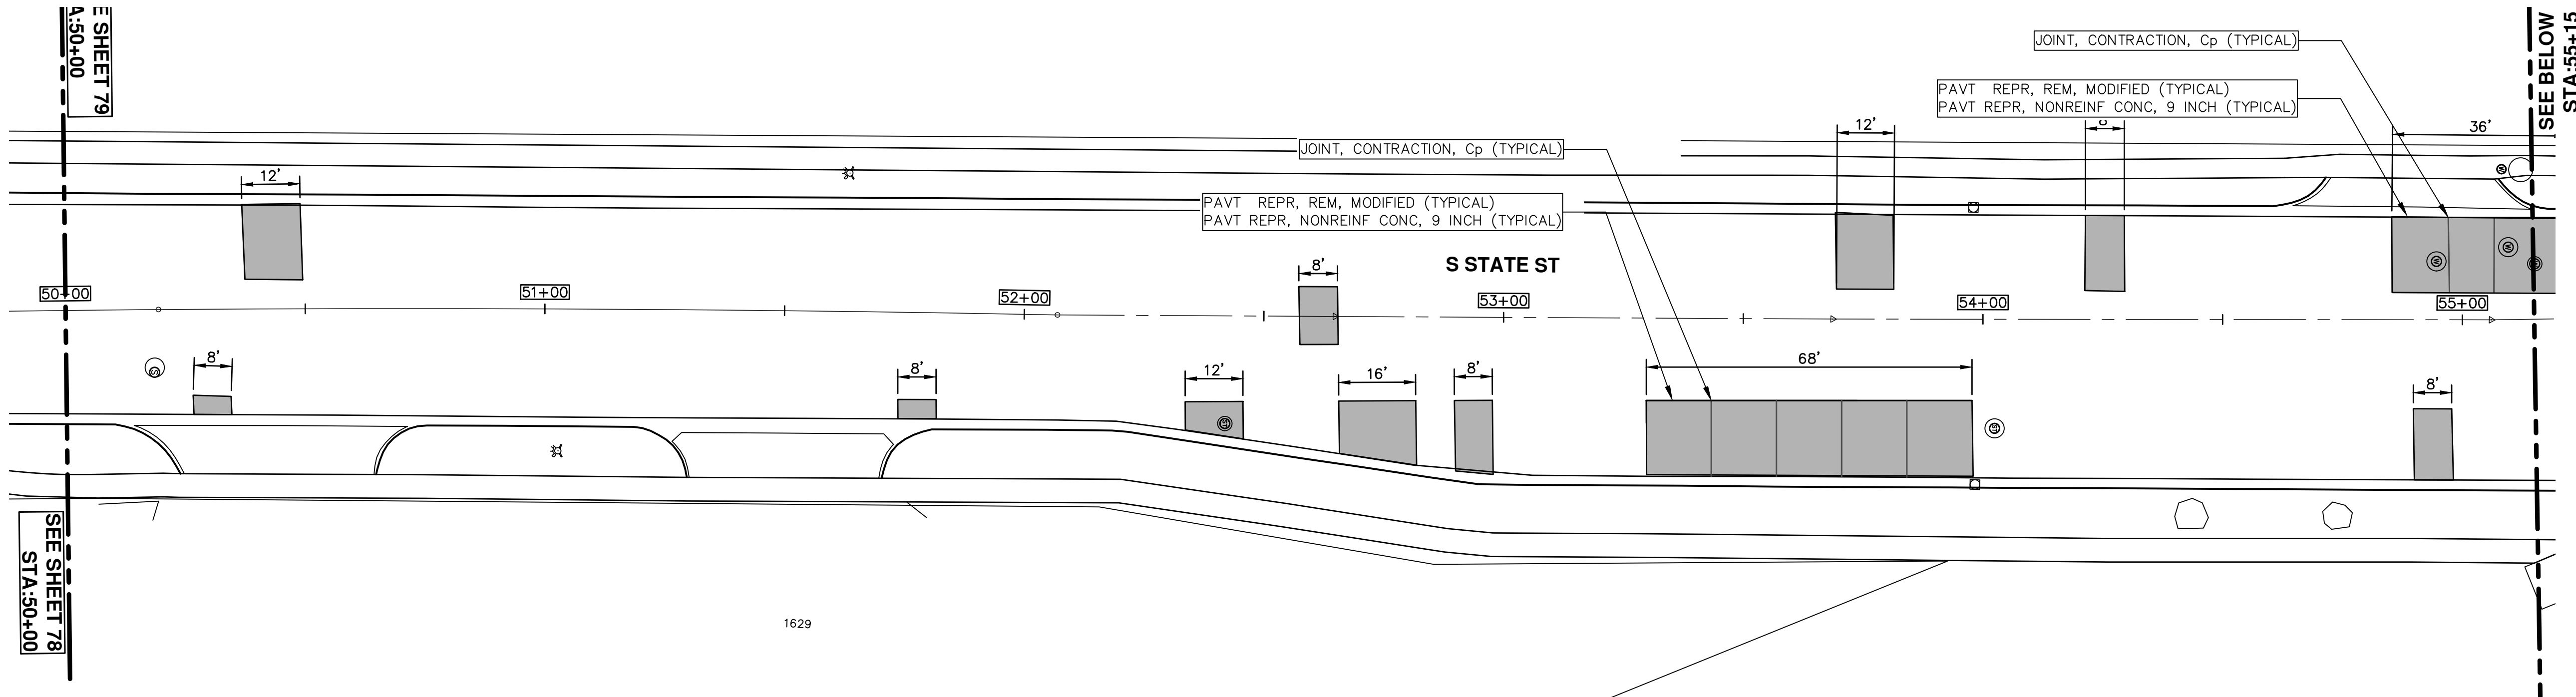 E SHEET 79
A:50+00
JOINT, CONTRACTION, Cp (TYPICAL)
SEE BELOW
STA:55+15
PAVT REPR, REM, MODIFIED (TYPICAL)
PAVT REPR, NONREINF CONC, 9 INCH (TYPICAL)
12'
36'
JOINT, CONTRACTION, Cp (TYPICAL)
12'
PAVT REPR, REM, MODIFIED (TYPICAL)
PAVT REPR, NONREINF CONC, 9 INCH (TYPICAL)
W
W
W
8'
S STATE ST
50+00
51+00
52+00
53+00
54+00
55+00
8'
S
8'
12'
16'
8'
68'
8'
ST
ST
SEE SHEET 78
STA:50+00
1629